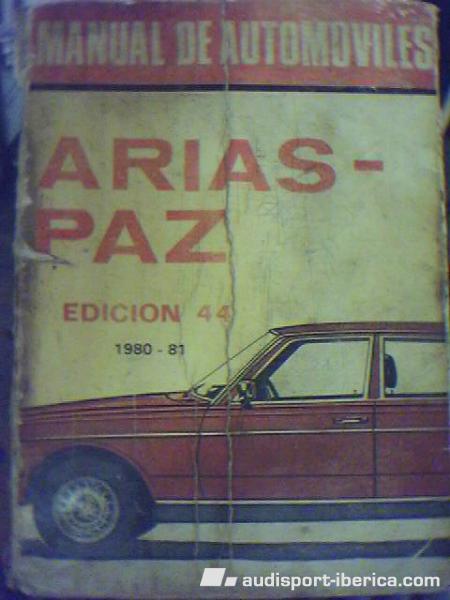 MANUAL DE AUTOMOVILES
ARIAS-
PAZ
EDICION 44
1980 - 81
audisport-iberica.com